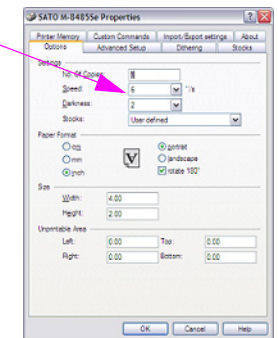 SATO M-8485Se Properties
Printer Memory Custom Commands Import/Export settings About
Options Advanced Setup Dithering Stocks
Settings
No. Of Copies:
Speed: 6 "/s
Darkness: 2
Stocks: User defined
Paper Format
cm portrait
mm landscape
inch rotate 180°
Size
Width: 4.00
Height: 2.00
Unprintable Area
Left: 0.00 Top: 0.00
Right: 0.00 Bottom: 0.00
OK Cancel Help